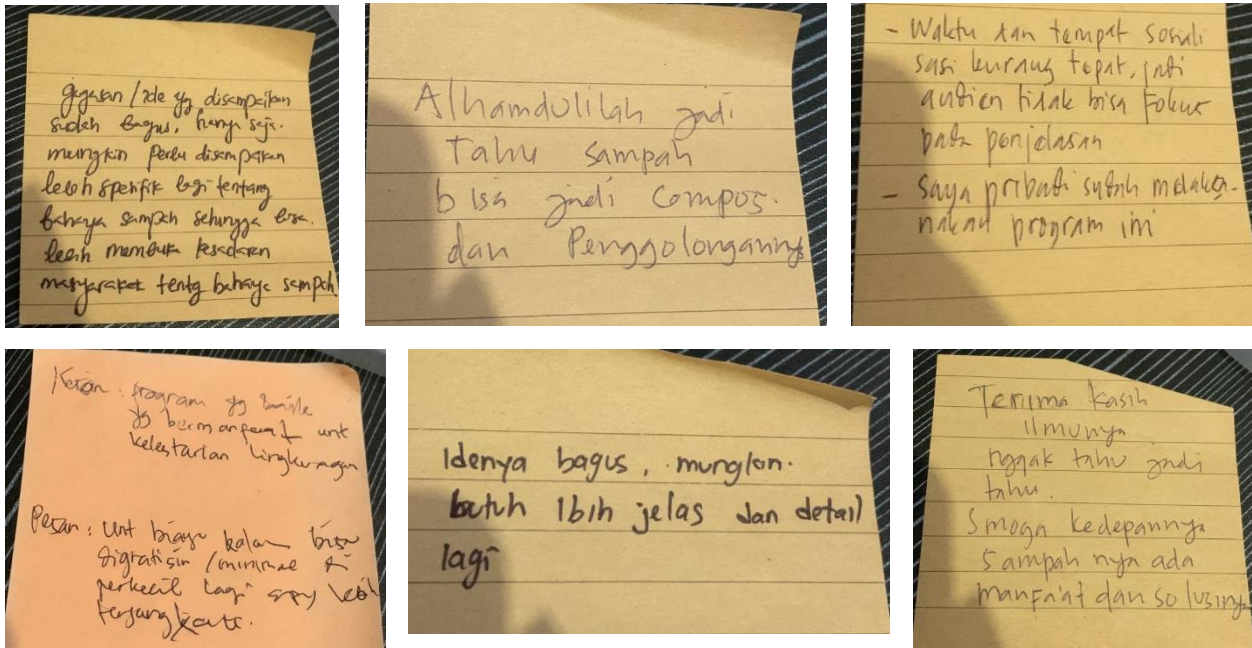 gagasan / ide yg disampaikan
sudah bagus, hanya saja.
mungkin perlu disampaikan
lebih spesifik lagi tentang
bahaya sampah sehingga bisa.
lebih membuka kesadaran
masyarakat tentg bahaya sampah
Alhamdulilah jadi
tahu sampah
bisa jadi compos.
dan Penggolongannya
- Waktu dan tempat sosiali
sasi kurang tepat, jadi
audien tidak bisa Fokus
pada penjelasan
- saya pribadi sudah melaksa-
nakan program ini
Kesan : program yg baik
yg bermanfaat unt
kelestarian lingkungan
Pesan : unt biaya kalau bisa
digratisin / minimal di
perkecil lagi spy lebih
terjangkau.
Idenya bagus, mungkin.
butuh lbih jelas dan detail
lagi
Terima kasih
ilmunya
nggak tahu jadi
tahu.
Smoga kedepannya
sampah nya ada
manfa'at dan solusinya